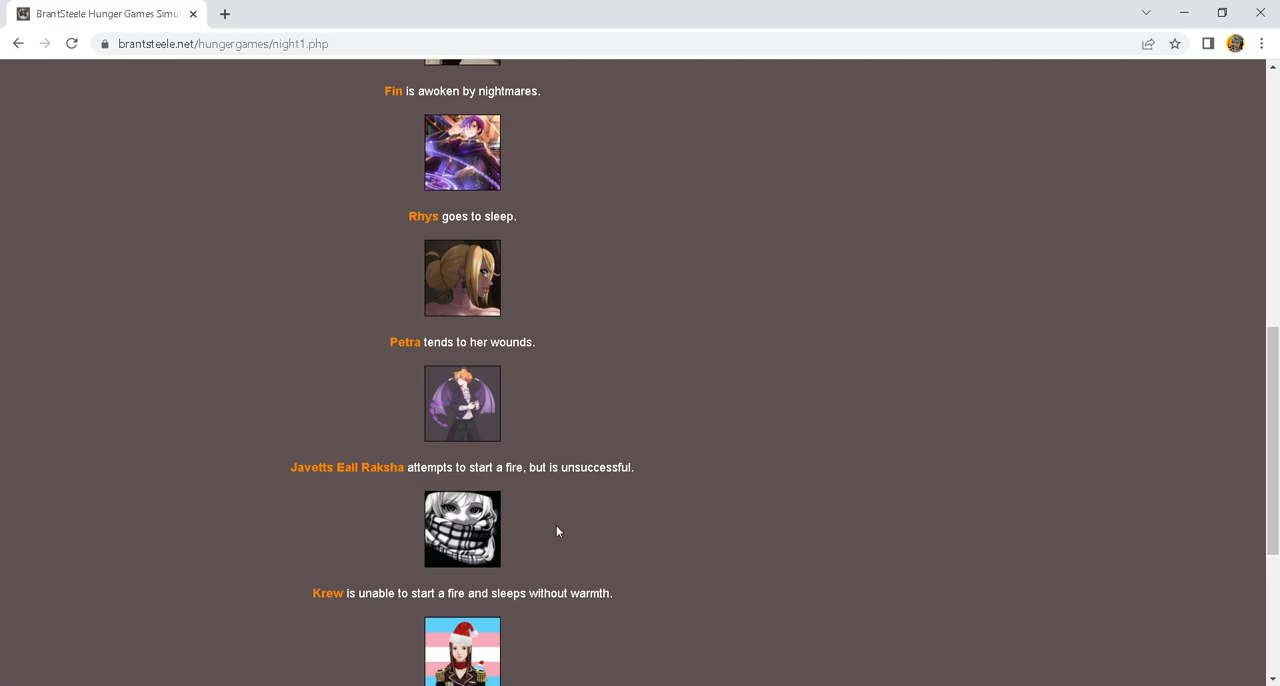 BrantSteele Hunger Games Simu
brantsteele.net/hungergames/night1.php
Fin is awoken by nightmares.
Rhys goes to sleep.
Petra tends to her wounds.
Javetts Eall Raksha attempts to start a fire, but is unsuccessful.
Krew is unable to start a fire and sleeps without warmth.